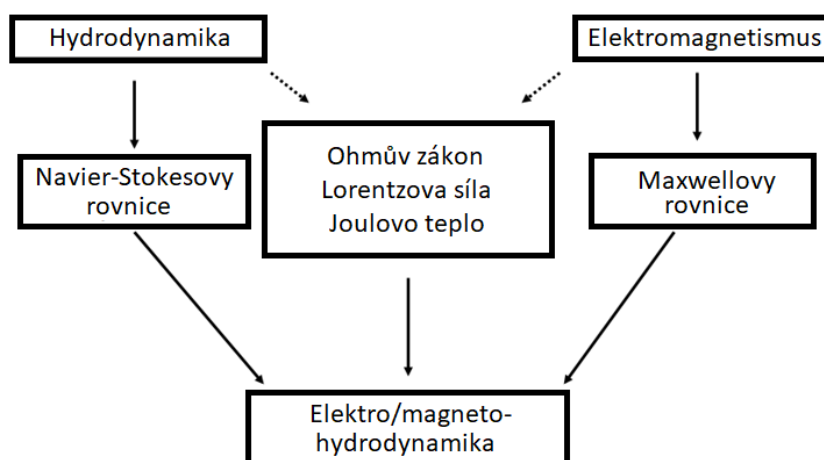 Hydrodynamika
Elektromagnetismus
Ohmův zákon
Lorentzova síla
Joulovo teplo
Navier-Stokesovy
rovnice
Maxwellovy
rovnice
Elektro/magneto-
hydrodynamika